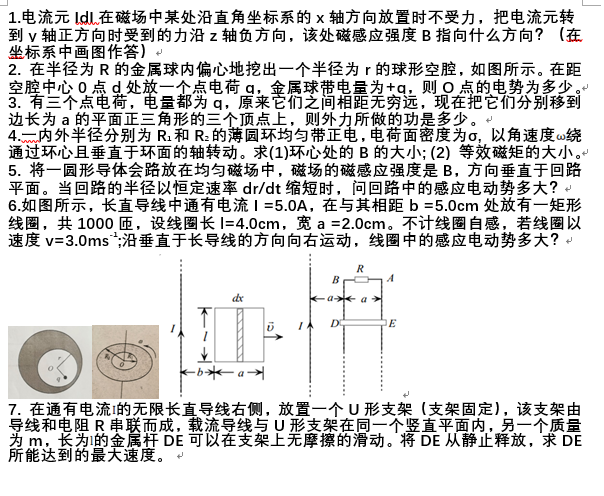 1.电流元 Idl 在磁场中某处沿直角坐标系的 x 轴方向放置时不受力，把电流元转
到 y 轴正方向时受到的力沿 z 轴负方向，该处磁感应强度 B 指向什么方向？（在
坐标系中画图作答）
2. 在半径为 R 的金属球内偏心地挖出一个半径为 r 的球形空腔，如图所示。在距
空腔中心 O 点 d 处放一个点电荷 q，金属球带电量为+q，则 O 点的电势为多少。
3. 有三个点电荷，电量都为 q，原来它们之间相距无穷远，现在把它们分别移到
边长为 a 的平面正三角形的三个顶点上，则外力所做的功是多少。
4.一内外半径分别为 R₁和 R₂的薄圆环均匀带正电,电荷面密度为σ, 以角速度ω绕
通过环心且垂直于环面的轴转动。求(1)环心处的 B 的大小; (2) 等效磁矩的大小。
5. 将一圆形导体会路放在均匀磁场中，磁场的磁感应强度是 B，方向垂直于回路
平面。当回路的半径以恒定速率 dr/dt 缩短时，问回路中的感应电动势多大？
6.如图所示，长直导线中通有电流 I =5.0A，在与其相距 b =5.0cm 处放有一矩形
线圈，共 1000 匝，设线圈长 l=4.0cm，宽 a =2.0cm。不计线圈自感，若线圈以
速度 v=3.0ms⁻¹;沿垂直于长导线的方向向右运动，线圈中的感应电动势多大？
r
O
q
R₁
O
dx
I
l
v
b
a
R
B
A
a
a
I
D
E
7. 在通有电流I的无限长直导线右侧，放置一个 U 形支架（支架固定），该支架由
导线和电阻 R 串联而成，载流导线与 U 形支架在同一个竖直平面内，另一个质量
为 m，长为l的金属杆 DE 可以在支架上无摩擦的滑动。将 DE 从静止释放，求 DE
所能达到的最大速度。